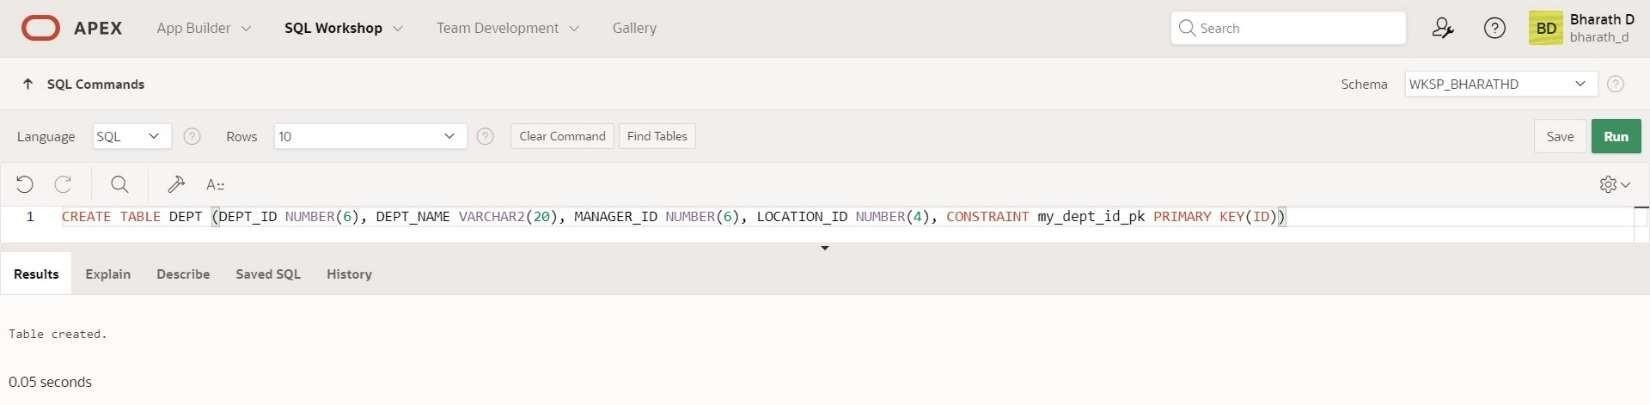 APEX App Builder SQL Workshop Team Development Gallery Search ? BD Bharath D
bharath_d
SQL Commands Schema WKSP_BHARATHD ?
Language SQL ? Rows 10 ? Clear Command Find Tables Save Run
A::
1 CREATE TABLE DEPT (DEPT_ID NUMBER(6), DEPT_NAME VARCHAR2(20), MANAGER_ID NUMBER(6), LOCATION_ID NUMBER(4), CONSTRAINT my_dept_id_pk PRIMARY KEY(ID))
Results Explain Describe Saved SQL History
Table created.
0.05 seconds